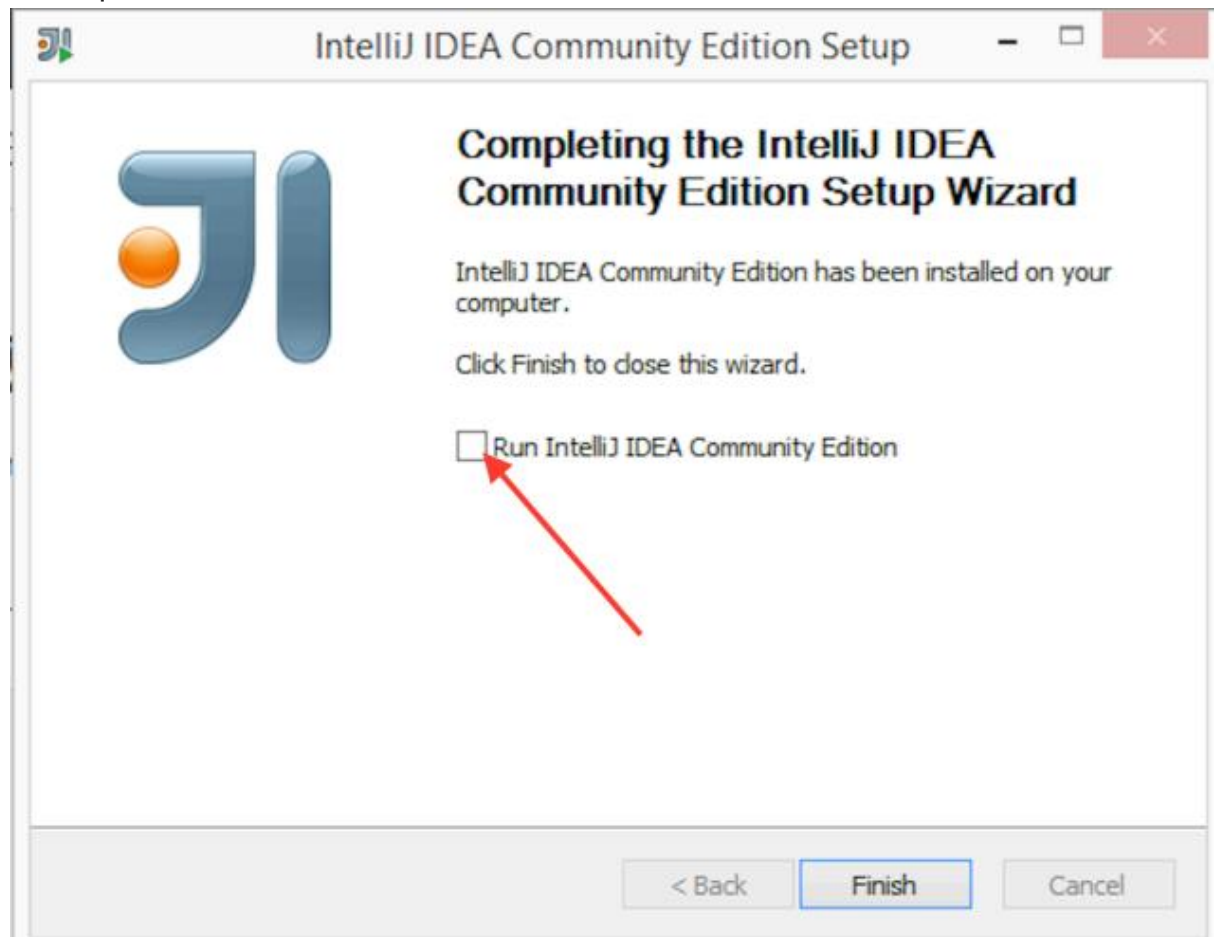 IntelliJ IDEA Community Edition Setup
Completing the IntelliJ IDEA
Community Edition Setup Wizard
IntelliJ IDEA Community Edition has been installed on your
computer.
Click Finish to close this wizard.
Run IntelliJ IDEA Community Edition
< Back
Finish
Cancel